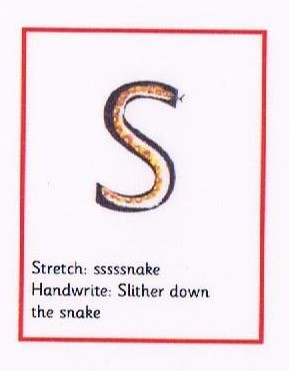 S
Stretch: sssssnake
Handwrite: Slither down
the snake